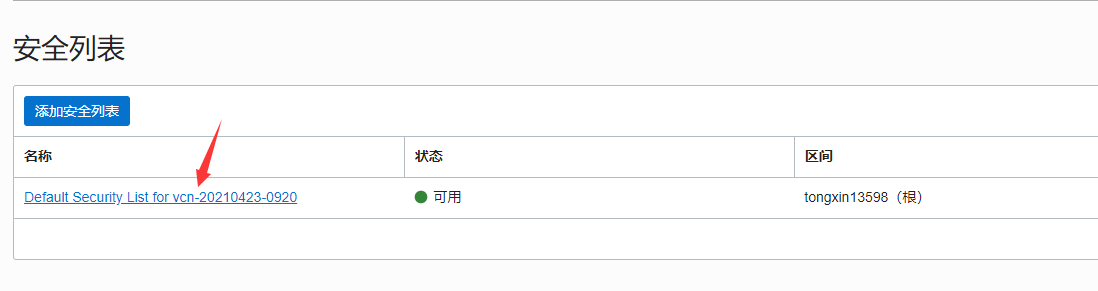 安全列表
添加安全列表
名称 状态 区间
Default Security List for vcn-20210423-0920 可用 tongxin13598（根）